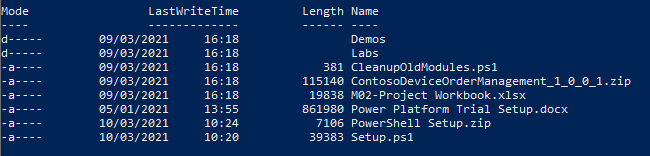 Mode LastWriteTime Length Name
---- ------------- ------ ----
d----- 09/03/2021 16:18 Demos
d----- 09/03/2021 16:18 Labs
-a---- 09/03/2021 16:18 381 CleanupOldModules.ps1
-a---- 09/03/2021 16:18 115140 ContosoDeviceOrderManagement_1_0_0_1.zip
-a---- 09/03/2021 16:18 19838 M02-Project Workbook.xlsx
-a---- 05/01/2021 13:55 861980 Power Platform Trial Setup.docx
-a---- 10/03/2021 10:24 7106 PowerShell Setup.zip
-a---- 10/03/2021 10:20 39383 Setup.ps1